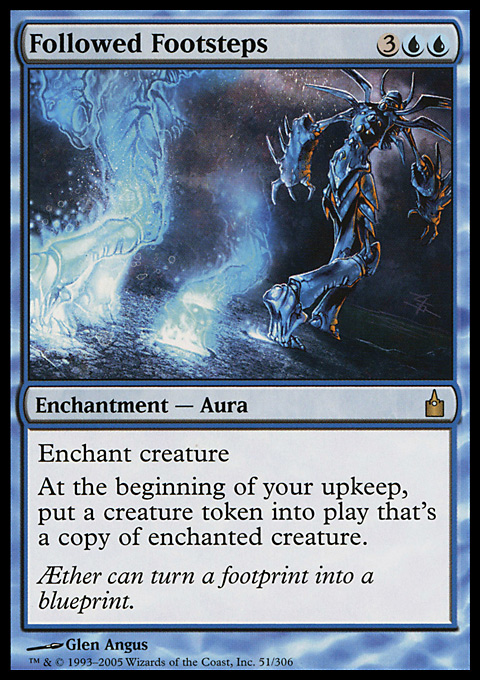 Followed Footsteps 3
Enchantment — Aura
Enchant creature
At the beginning of your upkeep,
put a creature token into play that's
a copy of enchanted creature.
Æther can turn a footprint into a
blueprint.
Glen Angus
™ & © 1993–2005 Wizards of the Coast, Inc. 51/306